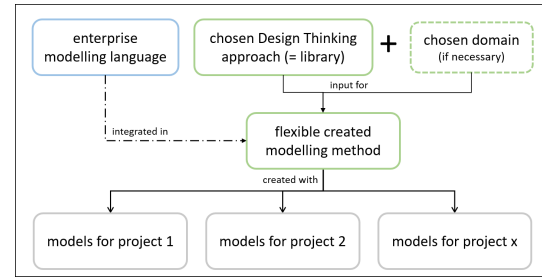 enterprise
modelling language
chosen Design Thinking
approach (= library)
+
chosen domain
(if necessary)
input for
integrated in
flexible created
modelling method
created with
models for project 1
models for project 2
models for project x